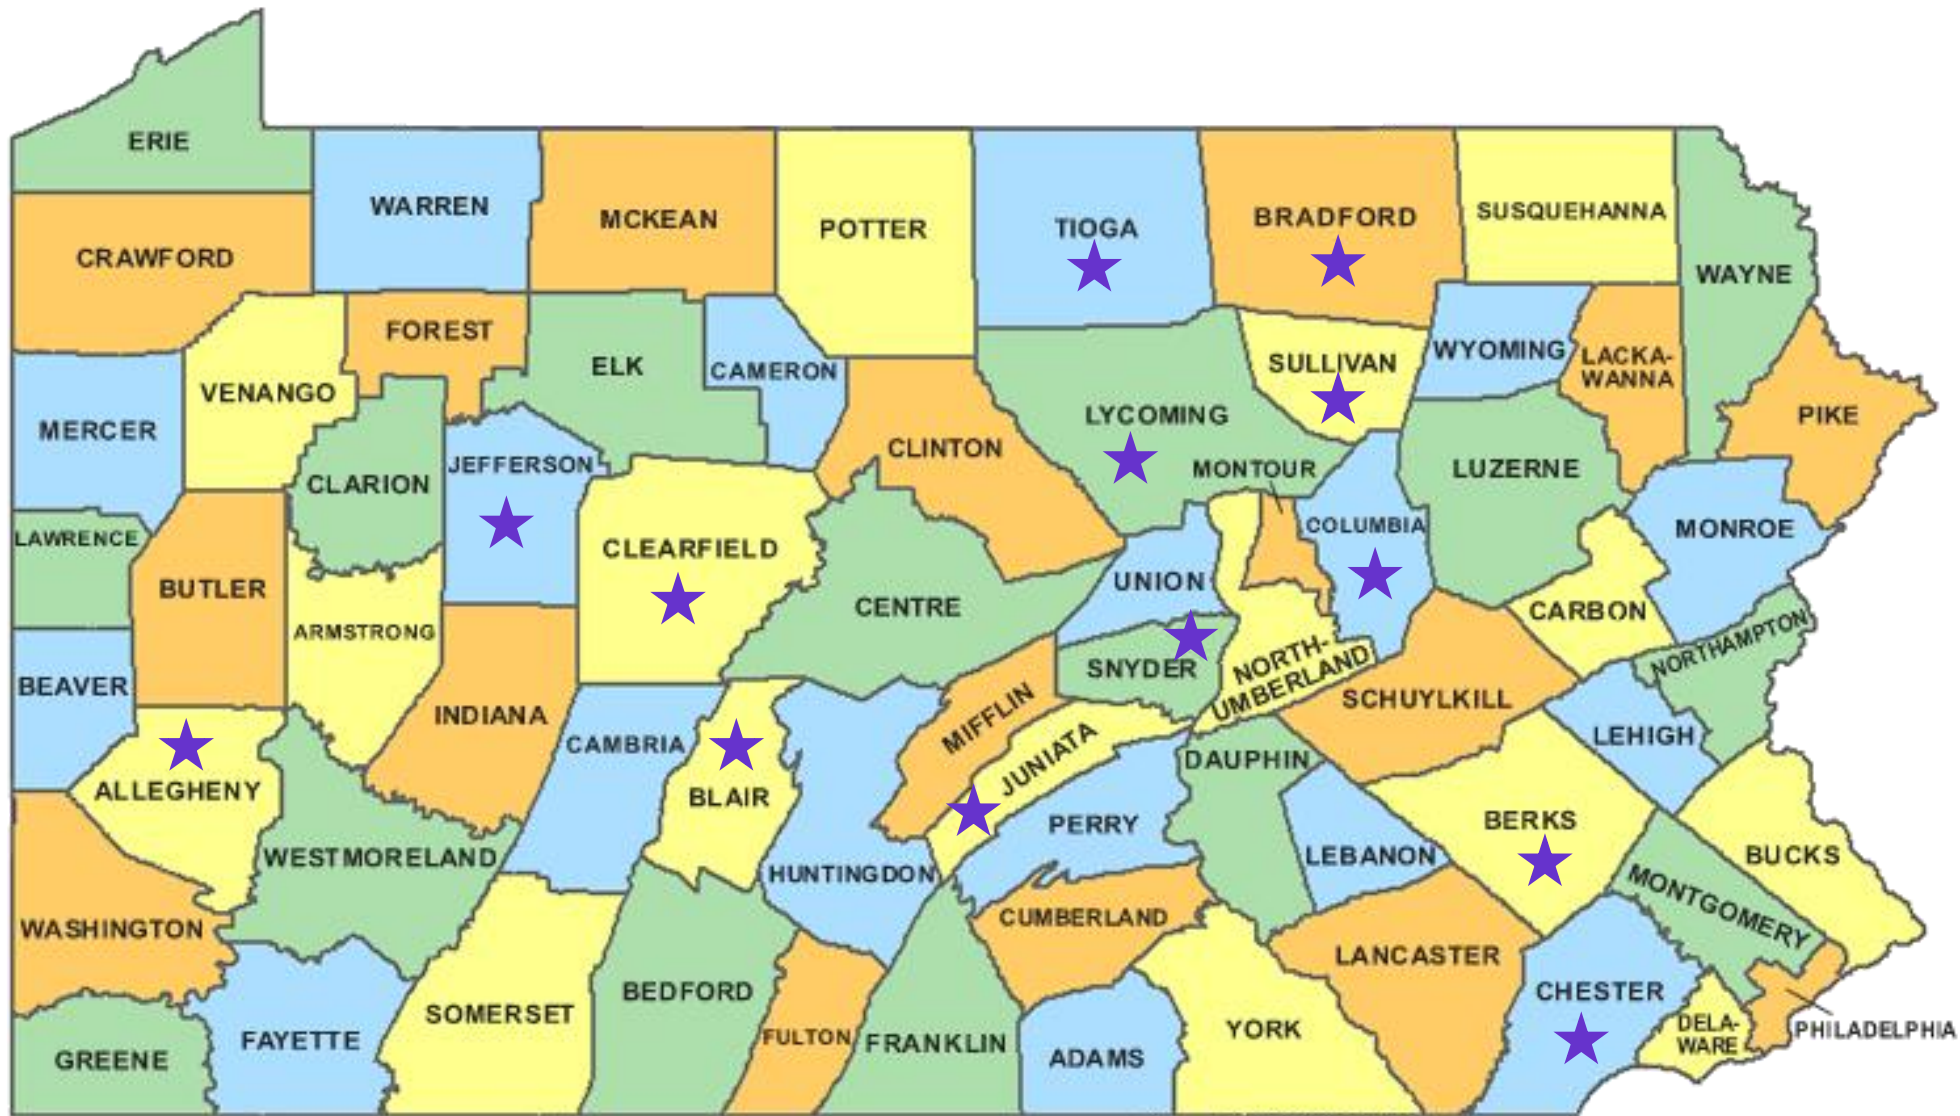 ERIE
WARREN
MCKEAN
POTTER
TIOGA
BRADFORD
SUSQUEHANNA
WAYNE
CRAWFORD
FOREST
ELK
CAMERON
SULLIVAN
WYOMING
LACKA-
WANNA
PIKE
VENANGO
MERCER
CLARION
JEFFERSON
CLINTON
LYCOMING
MONTOUR
COLUMBIA
LUZERNE
MONROE
LAWRENCE
BUTLER
ARMSTRONG
CLEARFIELD
CENTRE
UNION
SNYDER
NORTH-
UMBERLAND
CARBON
NORTHAMPTON
BEAVER
INDIANA
CAMBRIA
MIFFLIN
JUNIATA
SCHUYLKILL
LEHIGH
ALLEGHENY
BLAIR
DAUPHIN
PERRY
BERKS
WESTMORELAND
HUNTINGDON
LEBANON
BUCKS
MONTGOMERY
WASHINGTON
CUMBERLAND
LANCASTER
CHESTER
GREENE
FAYETTE
SOMERSET
BEDFORD
FULTON
FRANKLIN
ADAMS
YORK
DELA-
WARE
PHILADELPHIA